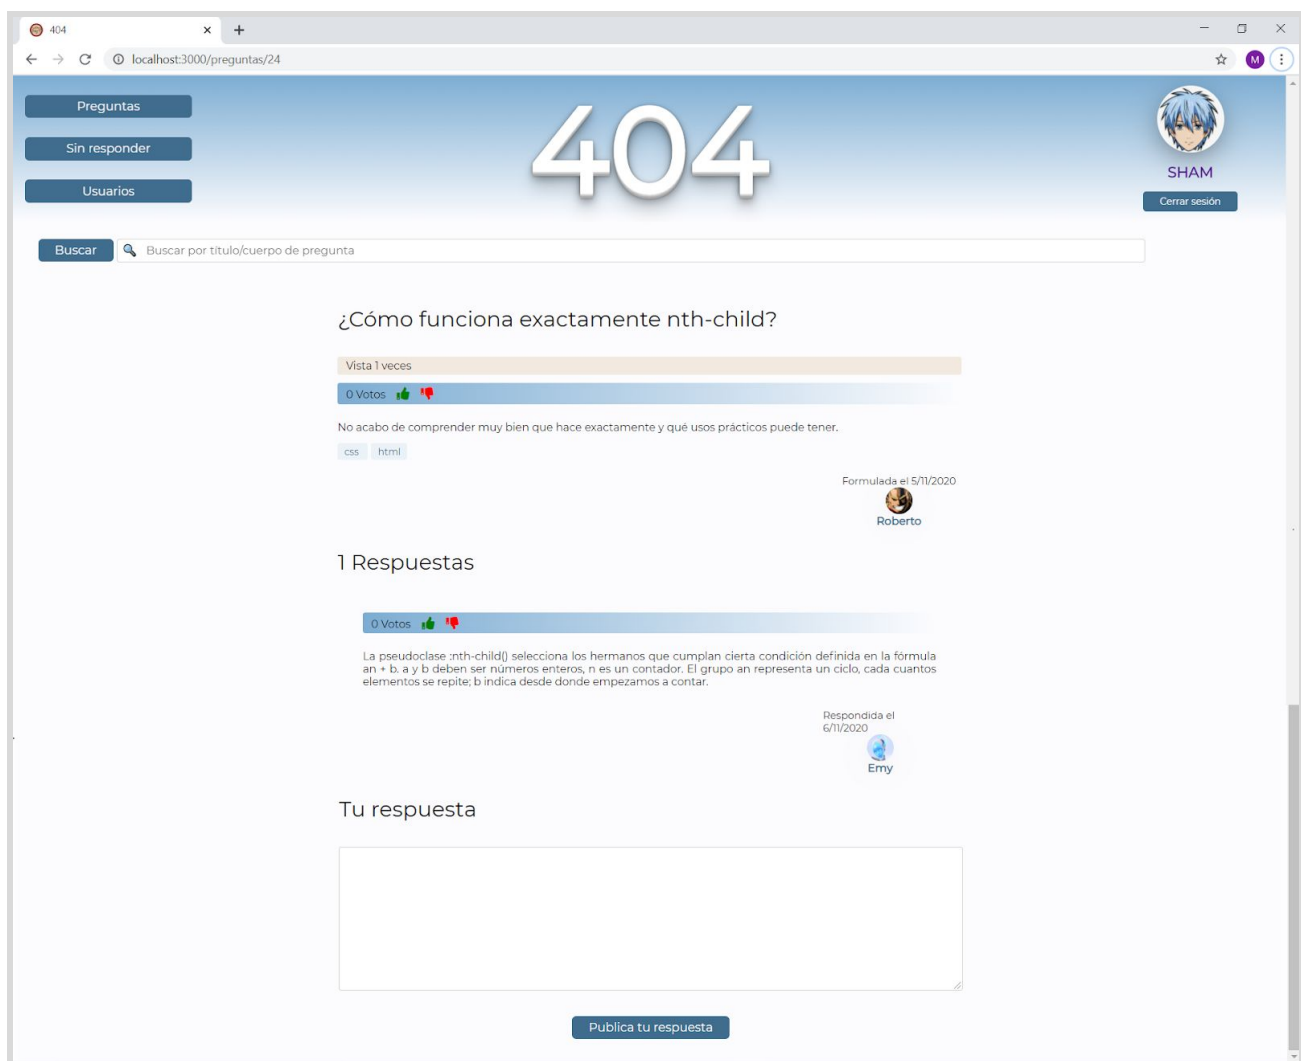 404
localhost:3000/preguntas/24
M
Preguntas
Sin responder
Usuarios
404
SHAM
Cerrar sesión
Buscar
Buscar por título/cuerpo de pregunta
¿Cómo funciona exactamente nth-child?
Vista 1 veces
0 Votos
No acabo de comprender muy bien que hace exactamente y qué usos prácticos puede tener.
css html
Formulada el 5/11/2020
Roberto
1 Respuestas
0 Votos
La pseudoclase :nth-child() selecciona los hermanos que cumplan cierta condición definida en la fórmula
an + b. a y b deben ser números enteros, n es un contador. El grupo an representa un ciclo, cada cuantos
elementos se repite; b indica desde donde empezamos a contar.
Respondida el
6/11/2020
Emy
Tu respuesta
Publica tu respuesta